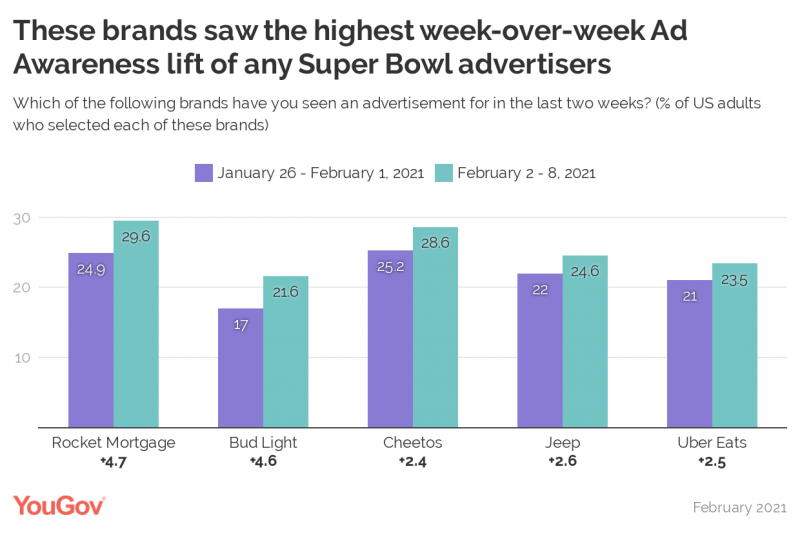 These brands saw the highest week-over-week Ad
Awareness lift of any Super Bowl advertisers
Which of the following brands have you seen an advertisement for in the last two weeks? (% of US adults
who selected each of these brands)
January 26 - February 1, 2021 February 2 - 8, 2021
30
20
10
24.9 29.6 17 21.6 25.2 28.6 22 24.6 21 23.5
Rocket Mortgage Bud Light Cheetos Jeep Uber Eats
+4.7 +4.6 +2.4 +2.6 +2.5
YouGov® February 2021